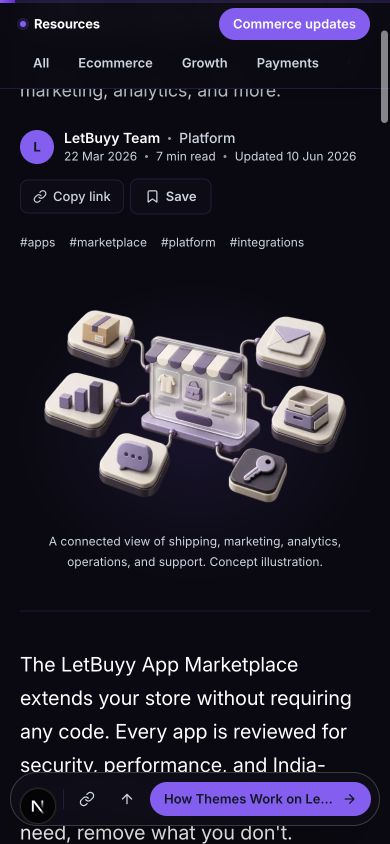 Resources
Commerce updates
All Ecommerce Growth Payments
marketing, analytics, and more.
L
LetBuyy Team • Platform
22 Mar 2026 • 7 min read • Updated 10 Jun 2026
Copy link
Save
#apps #marketplace #platform #integrations
A connected view of shipping, marketing, analytics,
operations, and support. Concept illustration.
The LetBuyy App Marketplace
extends your store without requiring
any code. Every app is reviewed for
security, performance, and India-
N
How Themes Work on Le... →
need, remove what you don't.